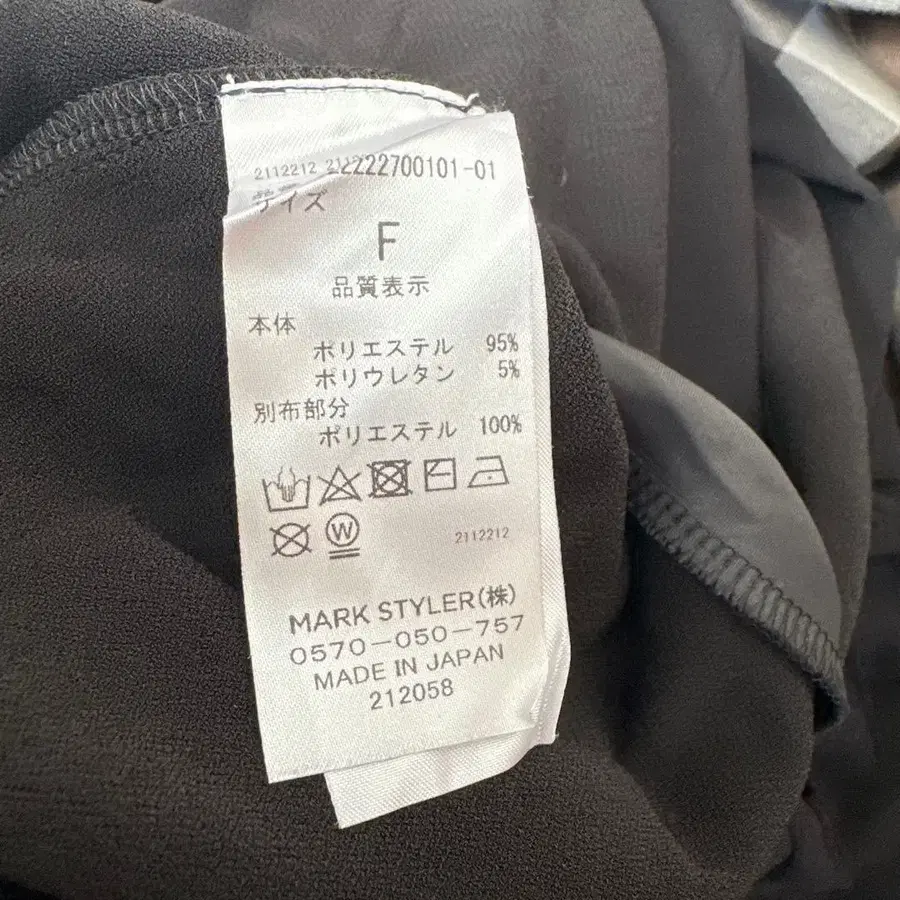 2112212 2222700101-01
サイズ
F
品質表示
本体
ポリエステル 95%
ポリウレタン 5%
別布部分
ポリエステル 100%
W
2112212
MARK STYLER(株)
0570-050-757
MADE IN JAPAN
212058